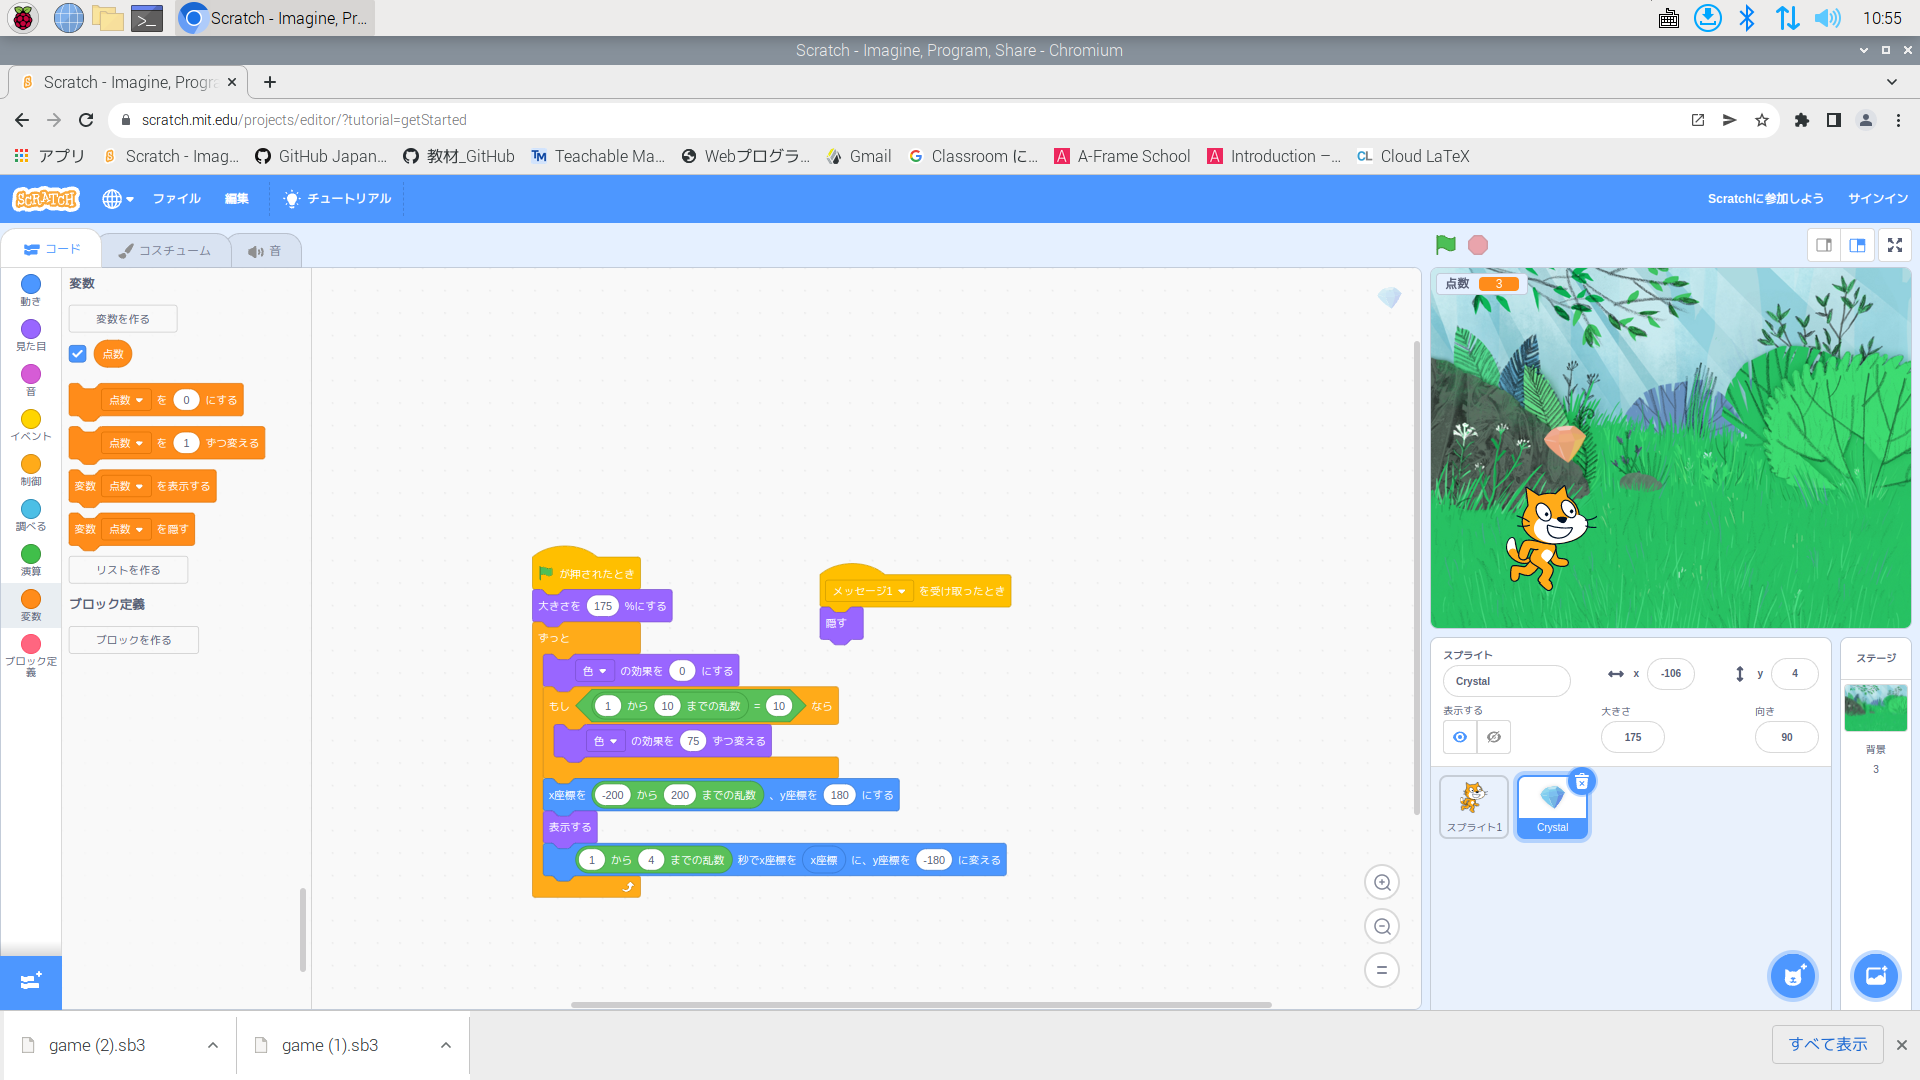 Scratch - Imagine, Pr...
10:55
Scratch - Imagine, Program, Share - Chromium
Scratch - Imagine, Progra
scratch.mit.edu/projects/editor/?tutorial=getStarted
アプリ
Scratch - Imag...
GitHub Japan...
教材_GitHub
TM Teachable Ma...
Webプログラ...
Gmail
G Classroom に...
A A-Frame School
A Introduction –...
CL Cloud LaTeX
SCRATCH
ファイル
編集
チュートリアル
Scratchに参加しよう
サインイン
コード
コスチューム
音
動き
見た目
音
イベント
制御
調べる
演算
変数
ブロック定義
変数
変数を作る
点数
点数 を 0 にする
点数 を 1 ずつ変える
変数 点数 を表示する
変数 点数 を隠す
リストを作る
ブロック定義
ブロックを作る
が押されたとき
大きさを 175 %にする
ずっと
色 の効果を 0 にする
もし 1 から 10 までの乱数 = 10 なら
色 の効果を 75 ずつ変える
x座標を -200 から 200 までの乱数 、y座標を 180 にする
表示する
1 から 4 までの乱数 秒でx座標を x座標 に、y座標を -180 に変える
メッセージ1 を受け取ったとき
隠す
点数 3
スプライト
Crystal
x -106
y 4
表示する
大きさ
175
向き
90
スプライト1
Crystal
ステージ
背景
3
game (2).sb3
game (1).sb3
すべて表示